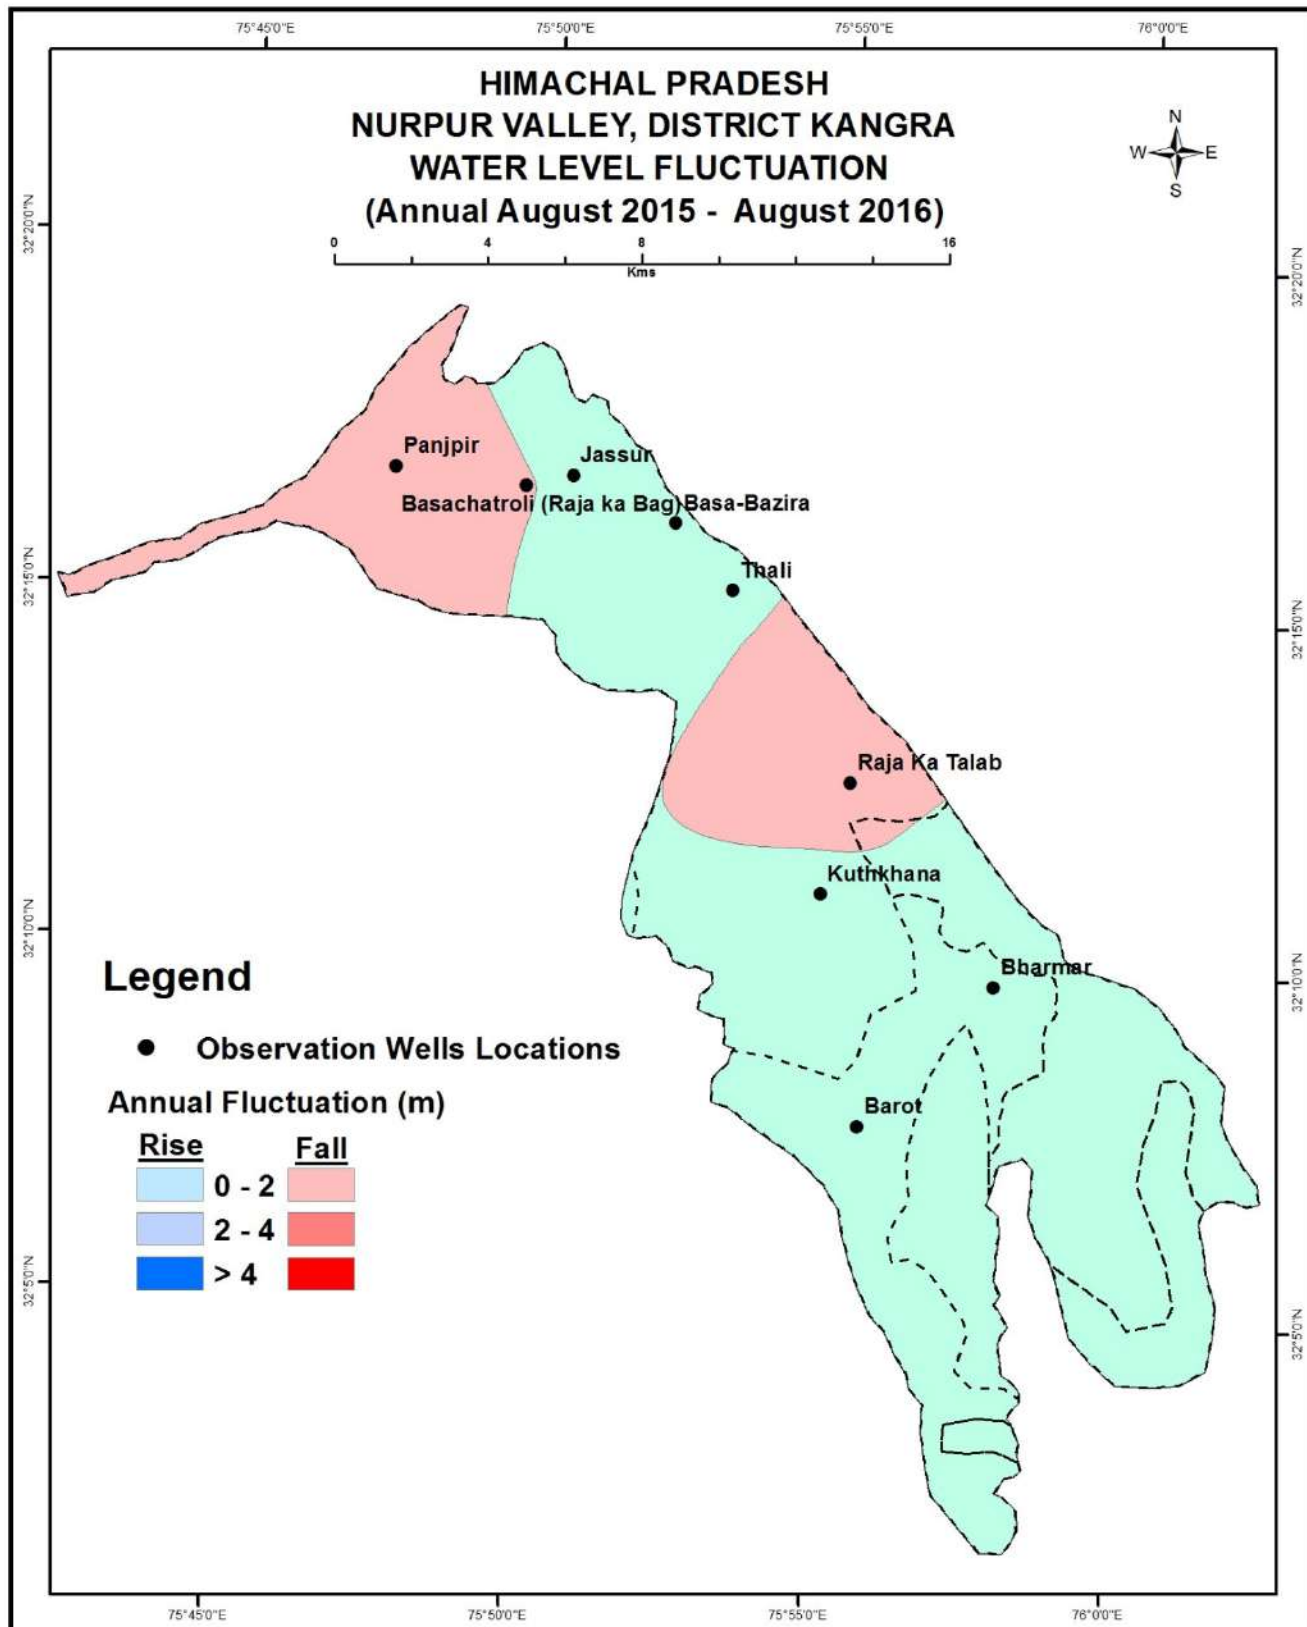 75°45'0"E 75°50'0"E 75°55'0"E 76°0'0"E
HIMACHAL PRADESH
NURPUR VALLEY, DISTRICT KANGRA
WATER LEVEL FLUCTUATION
(Annual August 2015 - August 2016)
N
W E
S
0 4 8 16
Kms
32°20'0"N
32°20'0"N
Panjpir
Jassur
Basachatroli (Raja ka Bag)
Basa-Bazira
Thali
32°15'0"N
32°15'0"N
Raja Ka Talab
Kuthkhana
32°10'0"N
Bharmar
32°10'0"N
Legend
Observation Wells Locations
Barot
Annual Fluctuation (m)
Rise Fall
0 - 2
2 - 4
> 4
32°5'0"N
32°5'0"N
75°45'0"E 75°50'0"E 75°55'0"E 76°0'0"E